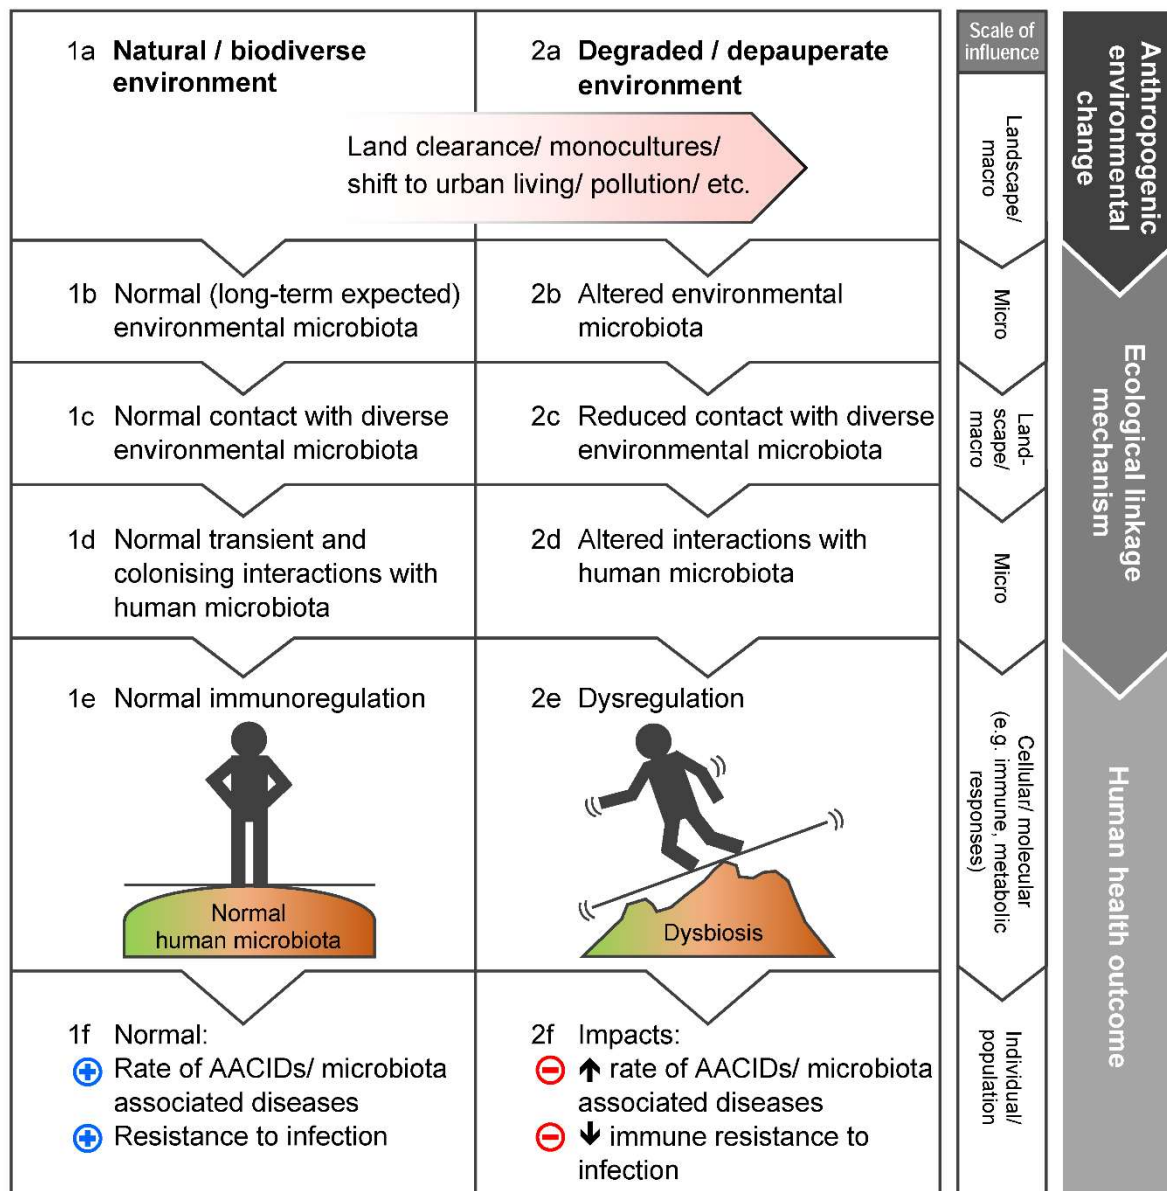 1a Natural / biodiverse
environment
2a Degraded / depauperate
environment
Land clearance/ monocultures/
shift to urban living/ pollution/ etc.
1b Normal (long-term expected)
environmental microbiota
2b Altered environmental
microbiota
1c Normal contact with diverse
environmental microbiota
2c Reduced contact with diverse
environmental microbiota
1d Normal transient and
colonising interactions with
human microbiota
2d Altered interactions with
human microbiota
1e Normal immunoregulation
Normal
human microbiota
2e Dysregulation
Dysbiosis
1f Normal:
Rate of AACIDs/ microbiota
associated diseases
Resistance to infection
2f Impacts:
↑ rate of AACIDs/ microbiota
associated diseases
↓ immune resistance to
infection
Scale of
influence
Landscape/
macro
Micro
Land-
scape/
macro
Micro
Cellular/ molecular
(e.g. immune, metabolic
responses)
Individual/
population
Anthropogenic
environmental
change
Ecological linkage
mechanism
Human health outcome